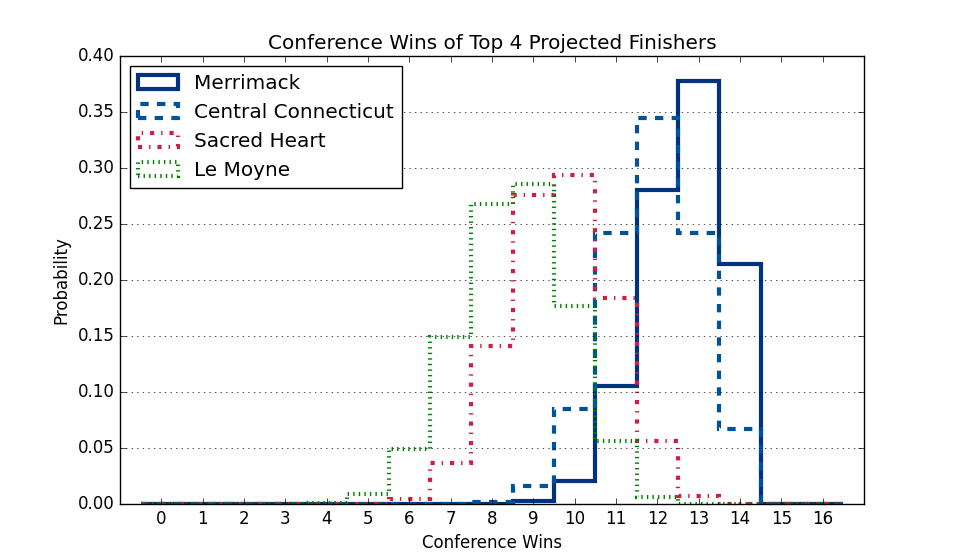 Conference Wins of Top 4 Projected Finishers
0.40
0.35
0.30
0.25
0.20
0.15
0.10
0.05
0.00
Probability
Merrimack
Central Connecticut
Sacred Heart
Le Moyne
0 1 2 3 4 5 6 7 8 9 10 11 12 13 14 15 16
Conference Wins